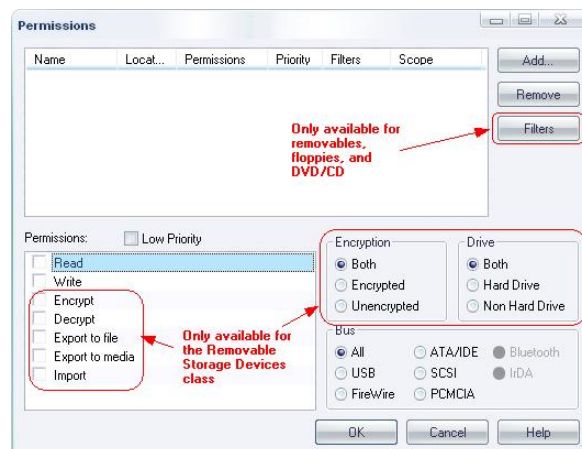 Permissions
Name Locat... Permissions Priority Filters Scope
Add...
Remove
Filters
Only available for
removables,
floppies, and
DVD/CD
Permissions:
Low Priority
Read
Write
Encrypt
Decrypt
Export to file
Export to media
Import
Only available for
the Removable
Storage Devices
class
Encryption
Both
Encrypted
Unencrypted
Drive
Both
Hard Drive
Non Hard Drive
Bus
All ATA/IDE Bluetooth
USB SCSI IrDA
FireWire PCMCIA
OK Cancel Help